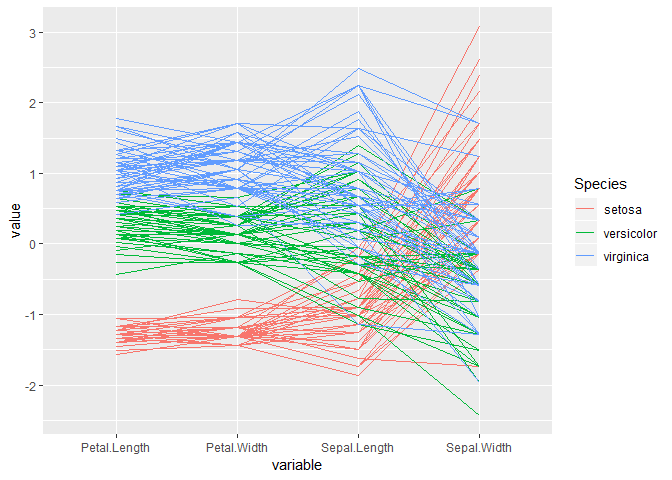 3
2
1
0
-1
-2
value
Petal.Length Petal.Width Sepal.Length Sepal.Width
variable
Species
setosa
versicolor
virginica